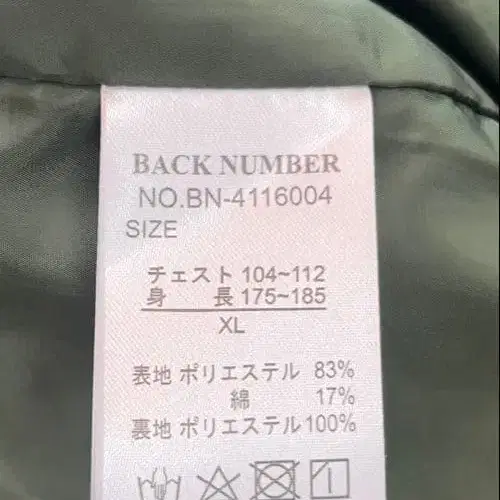 BACK NUMBER
NO.BN-4116004
SIZE
チェスト 104~112
身 長 175~185
XL
表地 ポリエステル 83%
綿 17%
裏地 ポリエステル100%